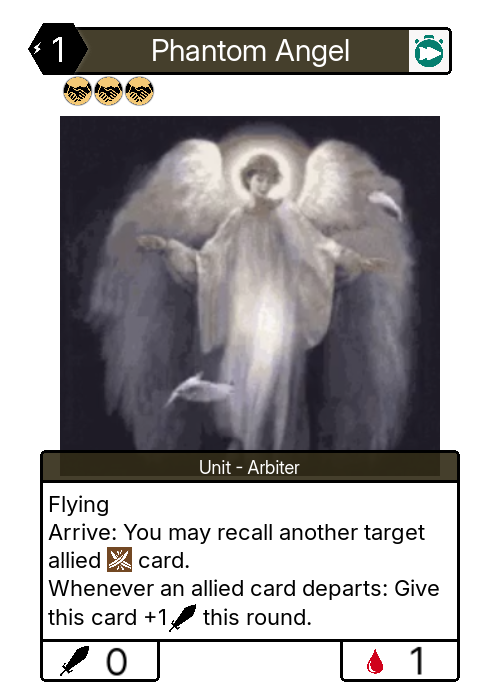 1
Phantom Angel
Unit - Arbiter
Flying
Arrive: You may recall another target
allied card.
Whenever an allied card departs: Give
this card +1 this round.
0
1